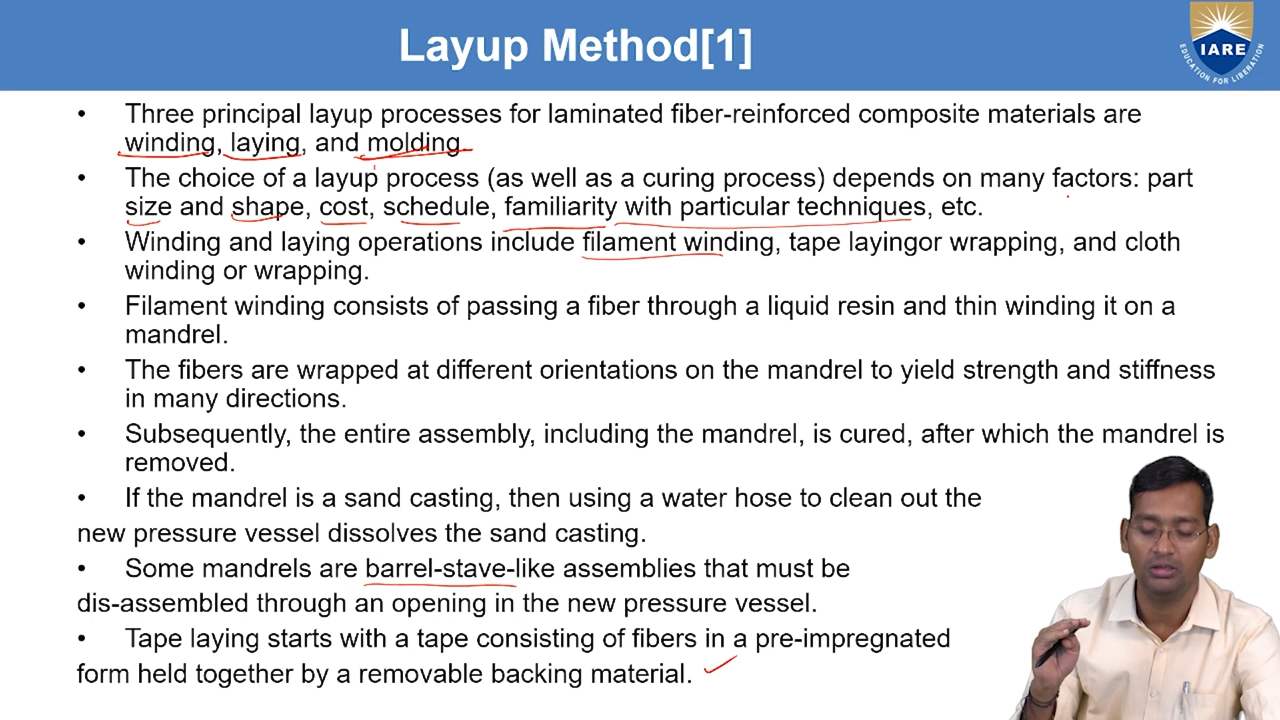 Layup Method[1]
IARE
EDUCATION FOR LIBERATION
• Three principal layup processes for laminated fiber-reinforced composite materials are
winding, laying, and molding.
• The choice of a layup process (as well as a curing process) depends on many factors: part
size and shape, cost, schedule, familiarity with particular techniques, etc.
• Winding and laying operations include filament winding, tape layingor wrapping, and cloth
winding or wrapping.
• Filament winding consists of passing a fiber through a liquid resin and thin winding it on a
mandrel.
• The fibers are wrapped at different orientations on the mandrel to yield strength and stiffness
in many directions.
• Subsequently, the entire assembly, including the mandrel, is cured, after which the mandrel is
removed.
• If the mandrel is a sand casting, then using a water hose to clean out the
new pressure vessel dissolves the sand casting.
• Some mandrels are barrel-stave-like assemblies that must be
dis-assembled through an opening in the new pressure vessel.
• Tape laying starts with a tape consisting of fibers in a pre-impregnated
form held together by a removable backing material.